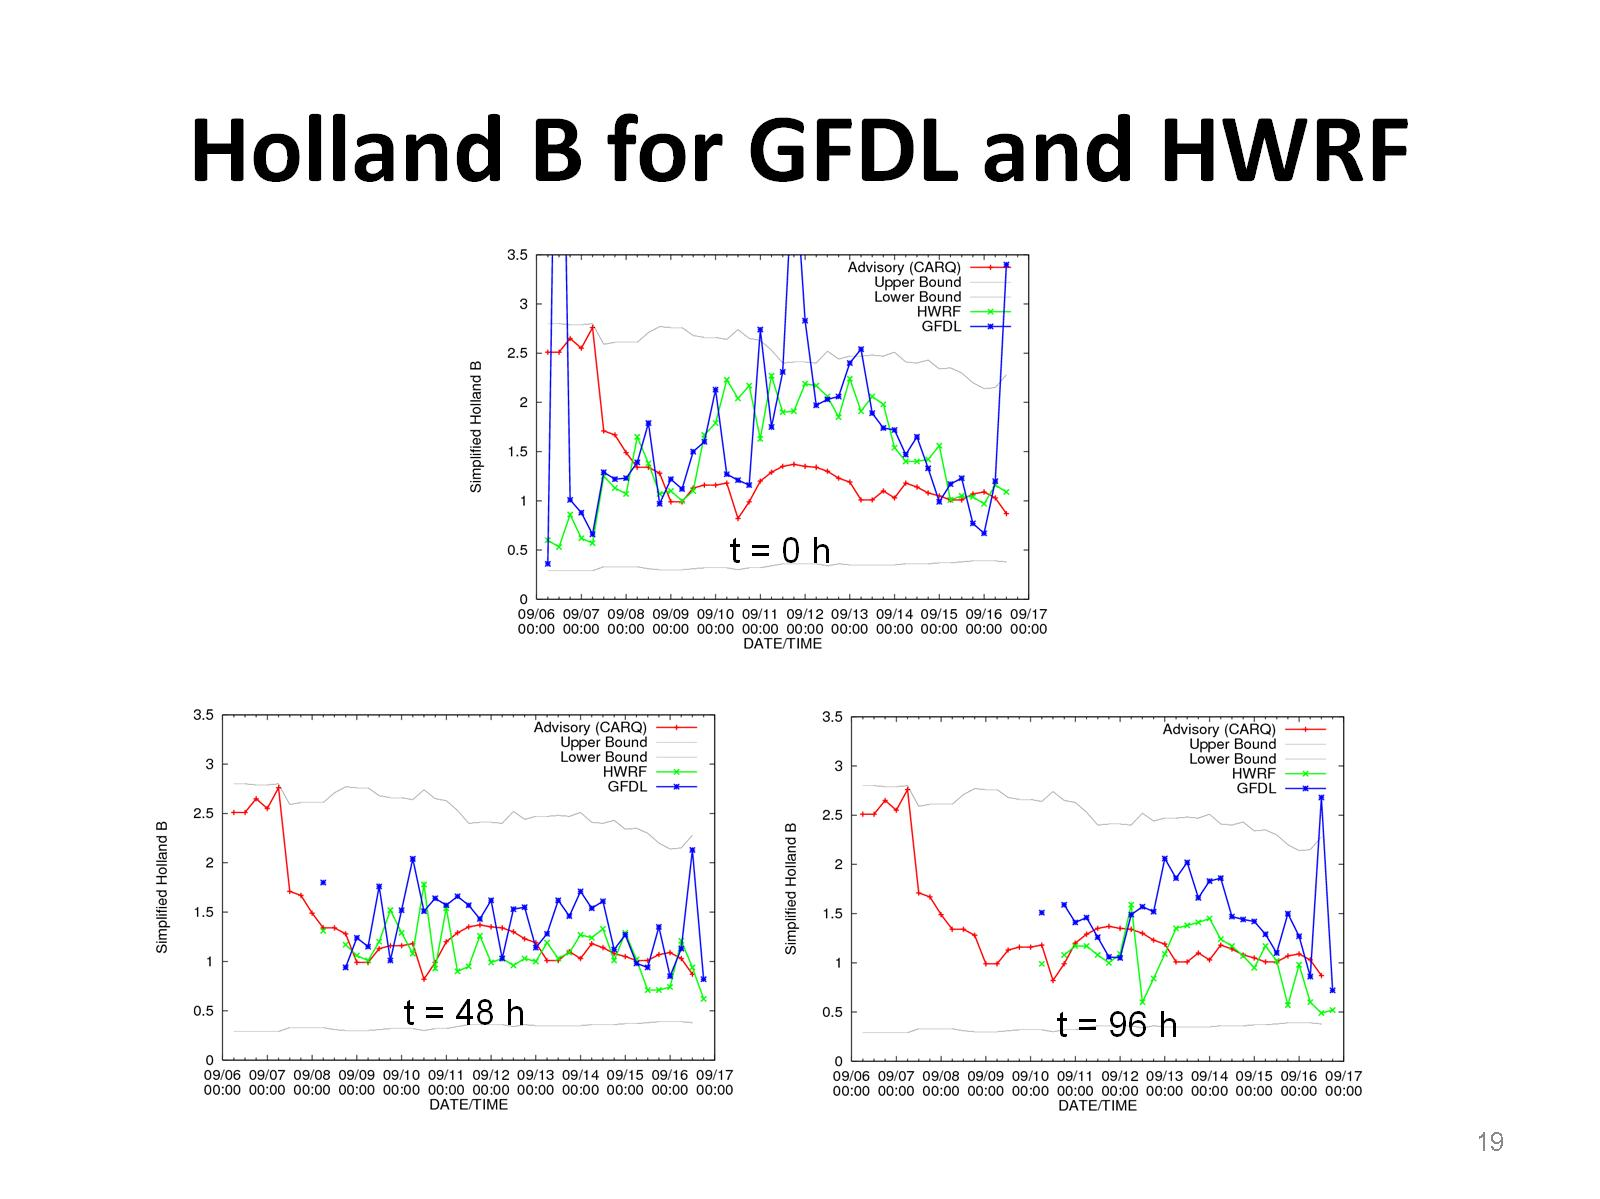 Holland B for GFDL and HWRF
3.5
3
2.5
2
1.5
1
0.5
0
Simplified Holland B
Advisory (CARQ)
Upper Bound
Lower Bound
HWRF
GFDL
t = 0 h
09/06 09/07 09/08 09/09 09/10 09/11 09/12 09/13 09/14 09/15 09/16 09/17
00:00 00:00 00:00 00:00 00:00 00:00 00:00 00:00 00:00 00:00 00:00 00:00
DATE/TIME
3.5
3
2.5
2
1.5
1
0.5
0
Simplified Holland B
Advisory (CARQ)
Upper Bound
Lower Bound
HWRF
GFDL
t = 48 h
09/06 09/07 09/08 09/09 09/10 09/11 09/12 09/13 09/14 09/15 09/16 09/17
00:00 00:00 00:00 00:00 00:00 00:00 00:00 00:00 00:00 00:00 00:00 00:00
DATE/TIME
3.5
3
2.5
2
1.5
1
0.5
0
Simplified Holland B
Advisory (CARQ)
Upper Bound
Lower Bound
HWRF
GFDL
t = 96 h
09/06 09/07 09/08 09/09 09/10 09/11 09/12 09/13 09/14 09/15 09/16 09/17
00:00 00:00 00:00 00:00 00:00 00:00 00:00 00:00 00:00 00:00 00:00 00:00
DATE/TIME
19